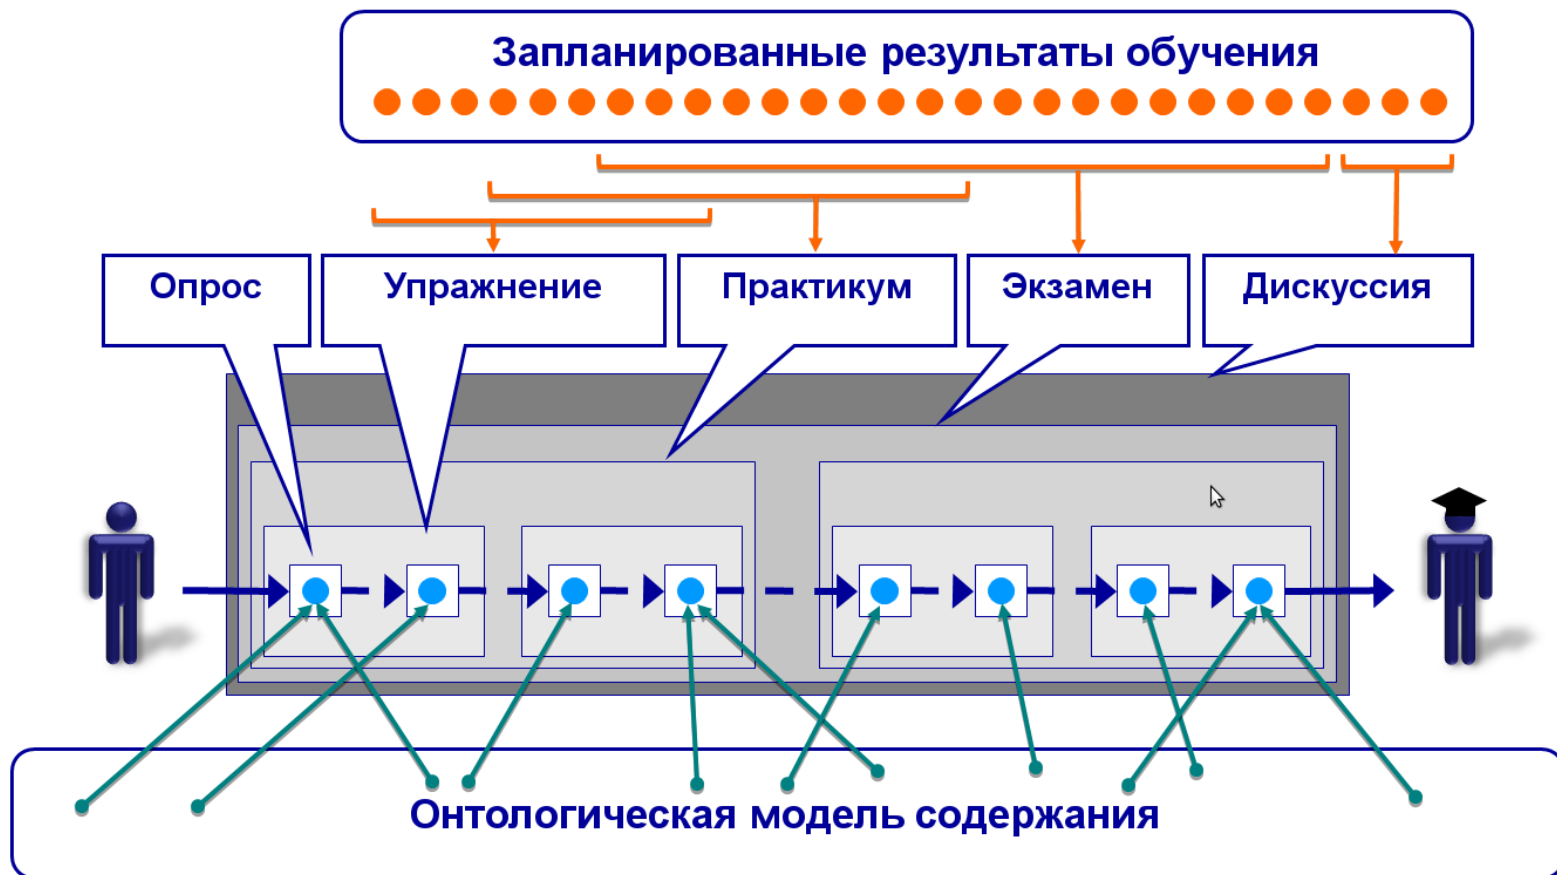 Запланированные результаты обучения
Опрос
Упражнение
Практикум
Экзамен
Дискуссия
Онтологическая модель содержания